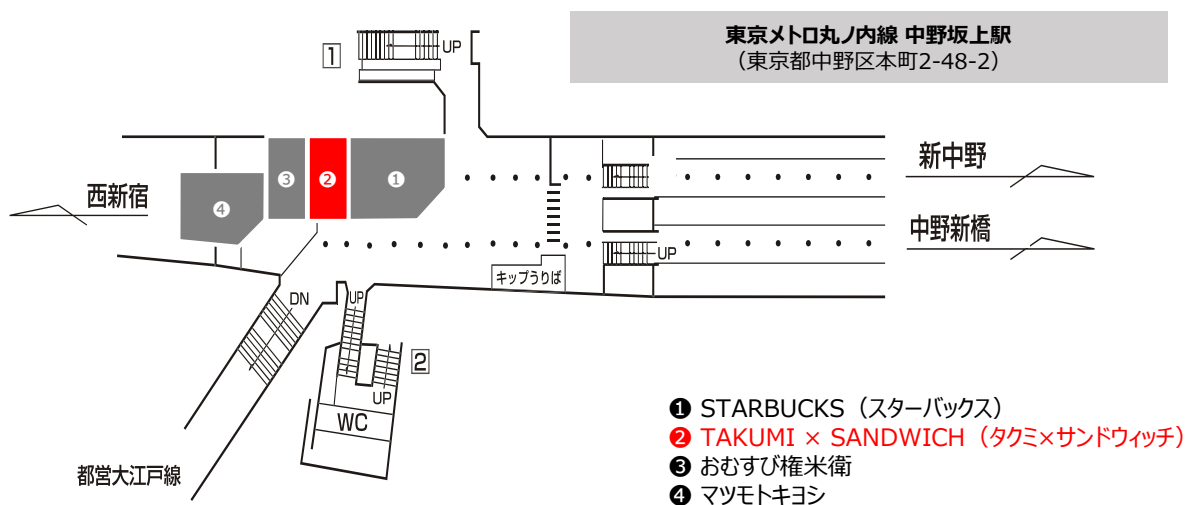 東京メトロ丸ノ内線 中野坂上駅
（東京都中野区本町2-48-2）
1
UP
新中野
西新宿
❸
❷
❶
❹
中野新橋
UP
キップうりば
DN
UP
2
UP
WC
都営大江戸線
❶ STARBUCKS（スターバックス）
❷ TAKUMI × SANDWICH（タクミ×サンドウィッチ）
❸ おむすび権米衛
❹ マツモトキヨシ